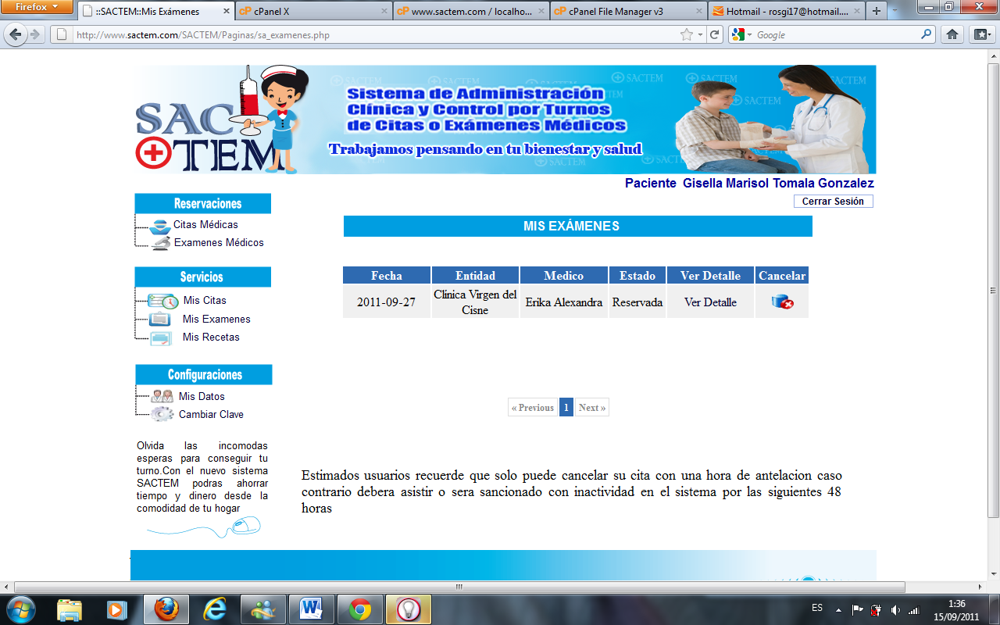 Firefox
::SACTEM::Mis Exámenes
cPanel X
www.sactem.com / localho...
cPanel File Manager v3
Hotmail - rosgi17@hotmail....
http://www.sactem.com/SACTEM/Paginas/sa_examenes.php
Google
SACTEM
Sistema de Administración
Clínica y Control por Turnos
de Citas o Exámenes Médicos
Trabajamos pensando en tu bienestar y salud
Paciente Gisella Marisol Tomala Gonzalez
Cerrar Sesión
Reservaciones
Citas Médicas
Examenes Médicos
Servicios
Mis Citas
Mis Examenes
Mis Recetas
Configuraciones
Mis Datos
Cambiar Clave
Olvida las incomodas
esperas para conseguir tu
turno.Con el nuevo sistema
SACTEM podras ahorrar
tiempo y dinero desde la
comodidad de tu hogar
MIS EXÁMENES
Fecha Entidad Medico Estado Ver Detalle Cancelar
2011-09-27 Clinica Virgen del Cisne Erika Alexandra Reservada Ver Detalle
« Previous 1 Next »
Estimados usuarios recuerde que solo puede cancelar su cita con una hora de antelacion caso
contrario debera asistir o sera sancionado con inactividad en el sistema por las siguientes 48
horas
ES
1:36
15/09/2011